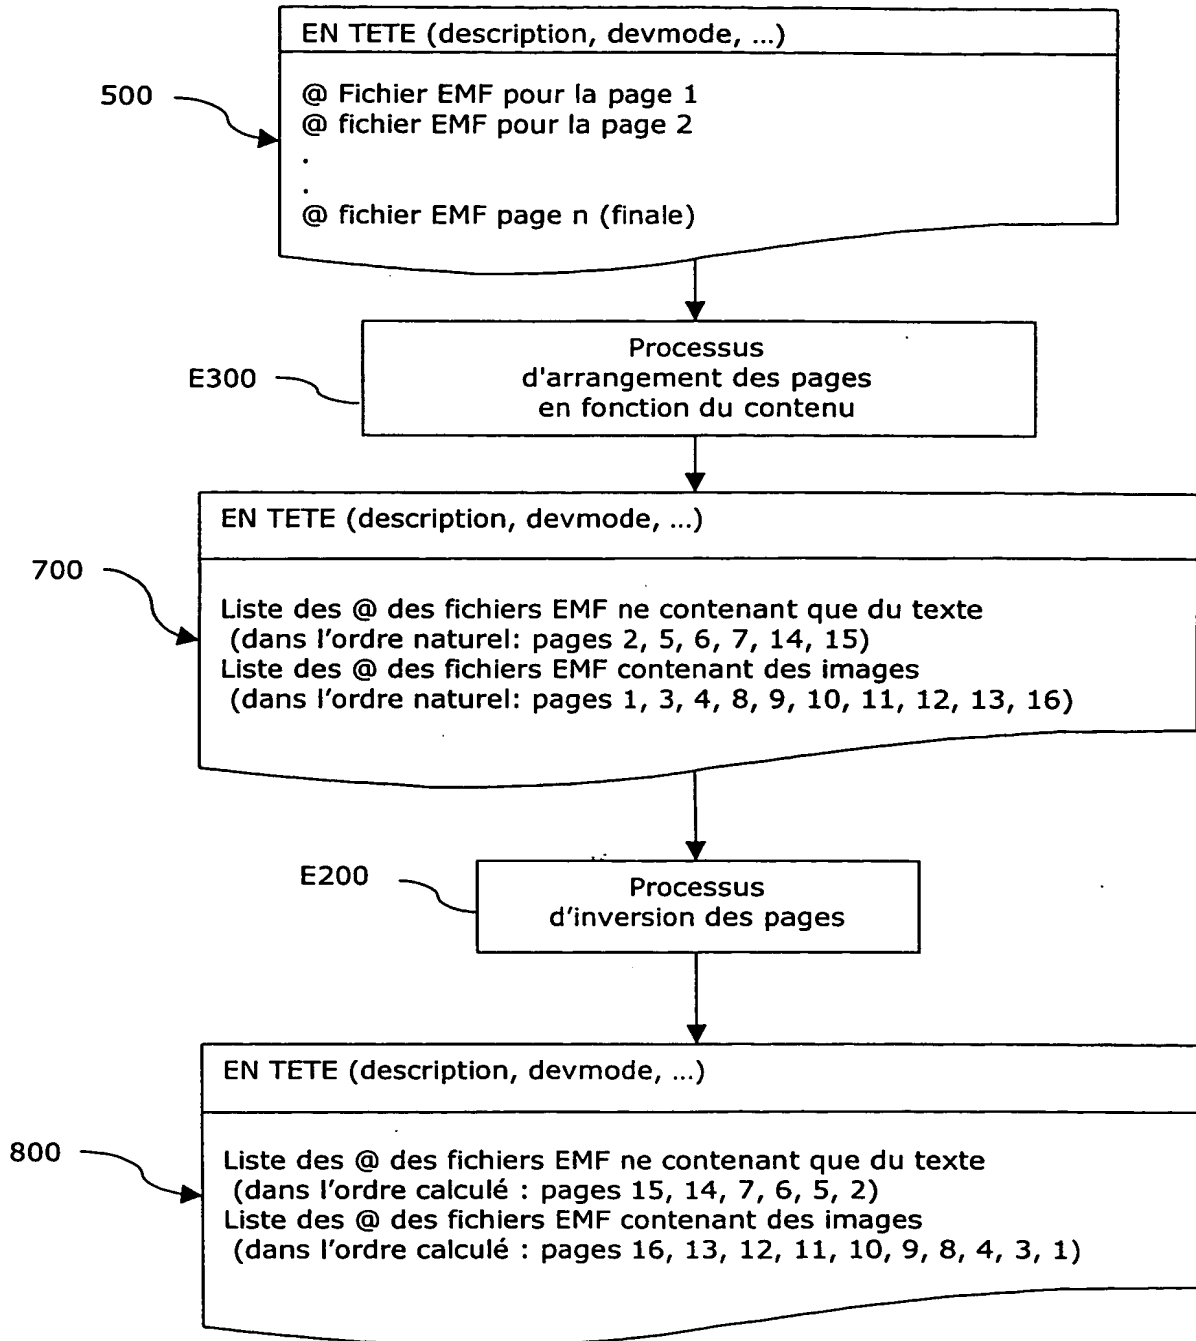 EN TETE (description, devmode, ...)
500
@ Fichier EMF pour la page 1
@ fichier EMF pour la page 2
.
.
@ fichier EMF page n (finale)
E300
Processus
d'arrangement des pages
en fonction du contenu
EN TETE (description, devmode, ...)
700
Liste des @ des fichiers EMF ne contenant que du texte
(dans l'ordre naturel: pages 2, 5, 6, 7, 14, 15)
Liste des @ des fichiers EMF contenant des images
(dans l'ordre naturel: pages 1, 3, 4, 8, 9, 10, 11, 12, 13, 16)
E200
Processus
d'inversion des pages
EN TETE (description, devmode, ...)
800
Liste des @ des fichiers EMF ne contenant que du texte
(dans l'ordre calculé : pages 15, 14, 7, 6, 5, 2)
Liste des @ des fichiers EMF contenant des images
(dans l'ordre calculé : pages 16, 13, 12, 11, 10, 9, 8, 4, 3, 1)